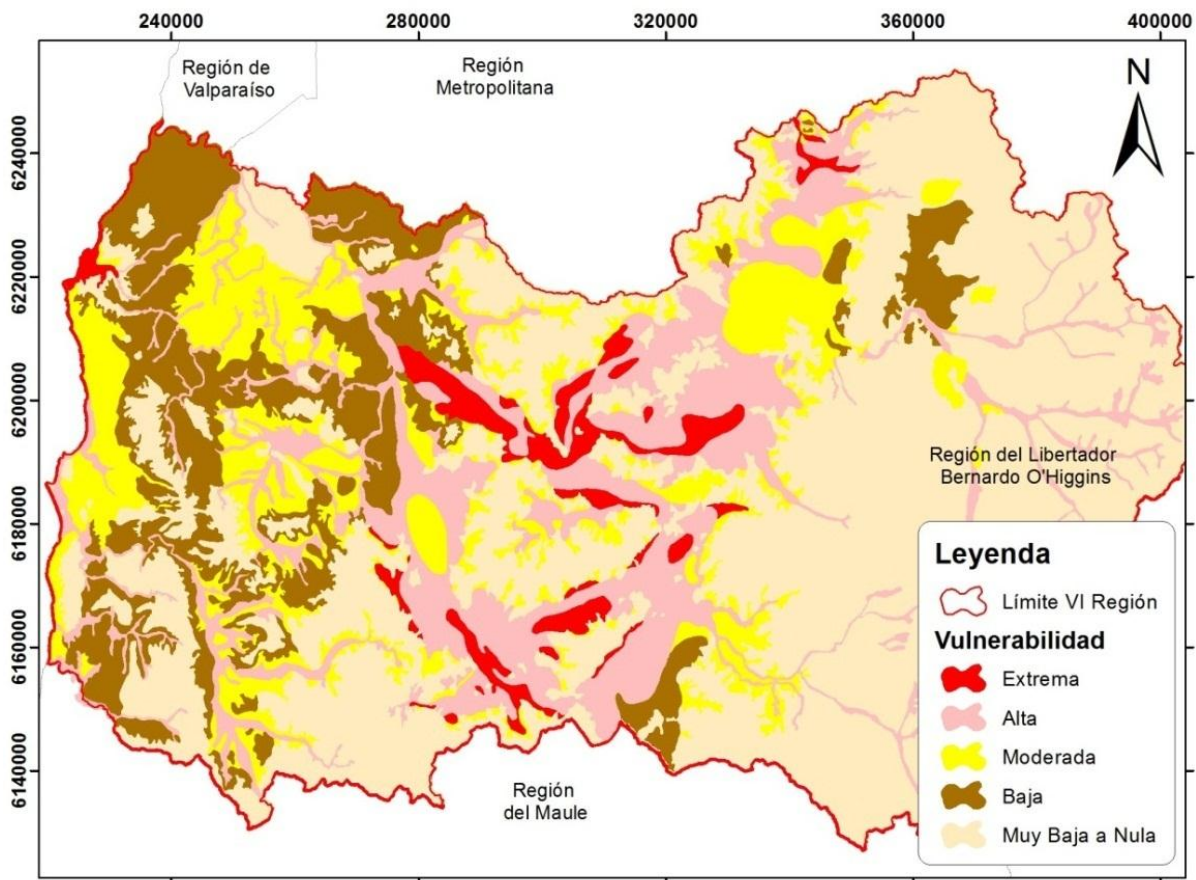 240000 280000 320000 360000 400000
Región de
Valparaíso
Región
Metropolitana
N
6240000
6220000
6200000
6180000
6160000
6140000
Región del Libertador
Bernardo O'Higgins
Región
del Maule
Leyenda
Límite VI Región
Vulnerabilidad
Extrema
Alta
Moderada
Baja
Muy Baja a Nula